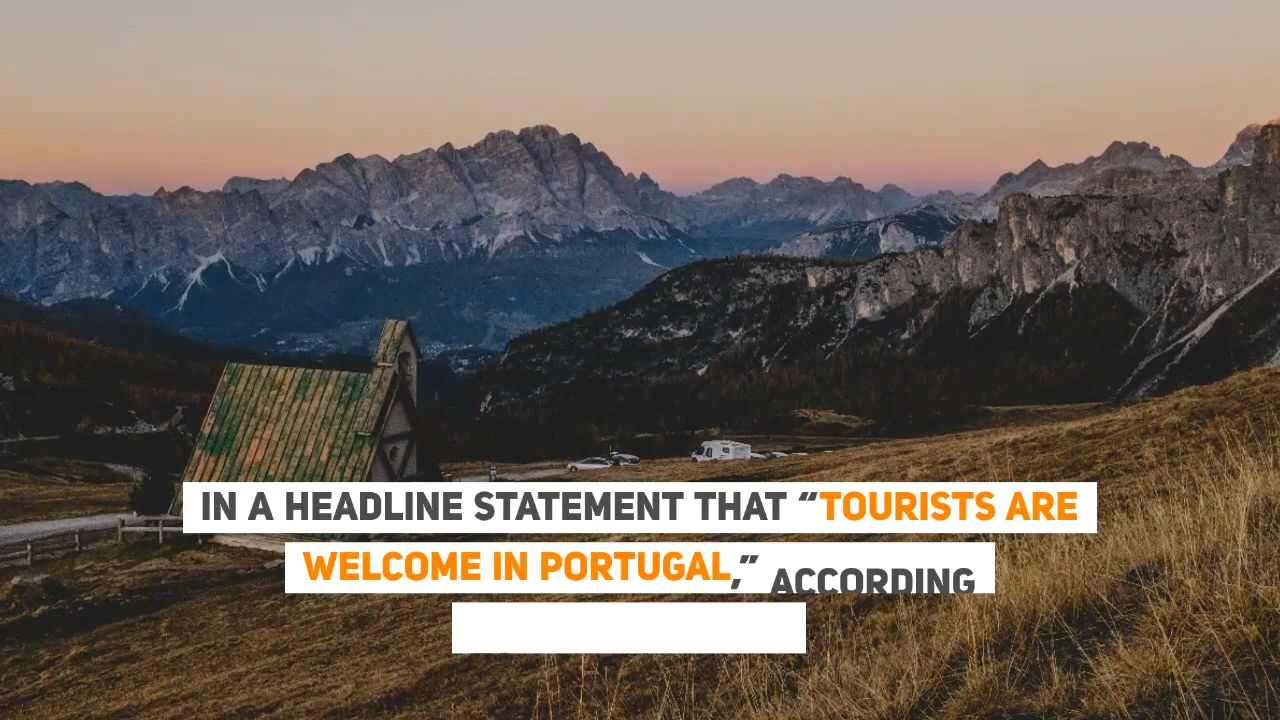 IN A HEADLINE STATEMENT THAT “TOURISTS ARE
WELCOME IN PORTUGAL,” ACCORDING